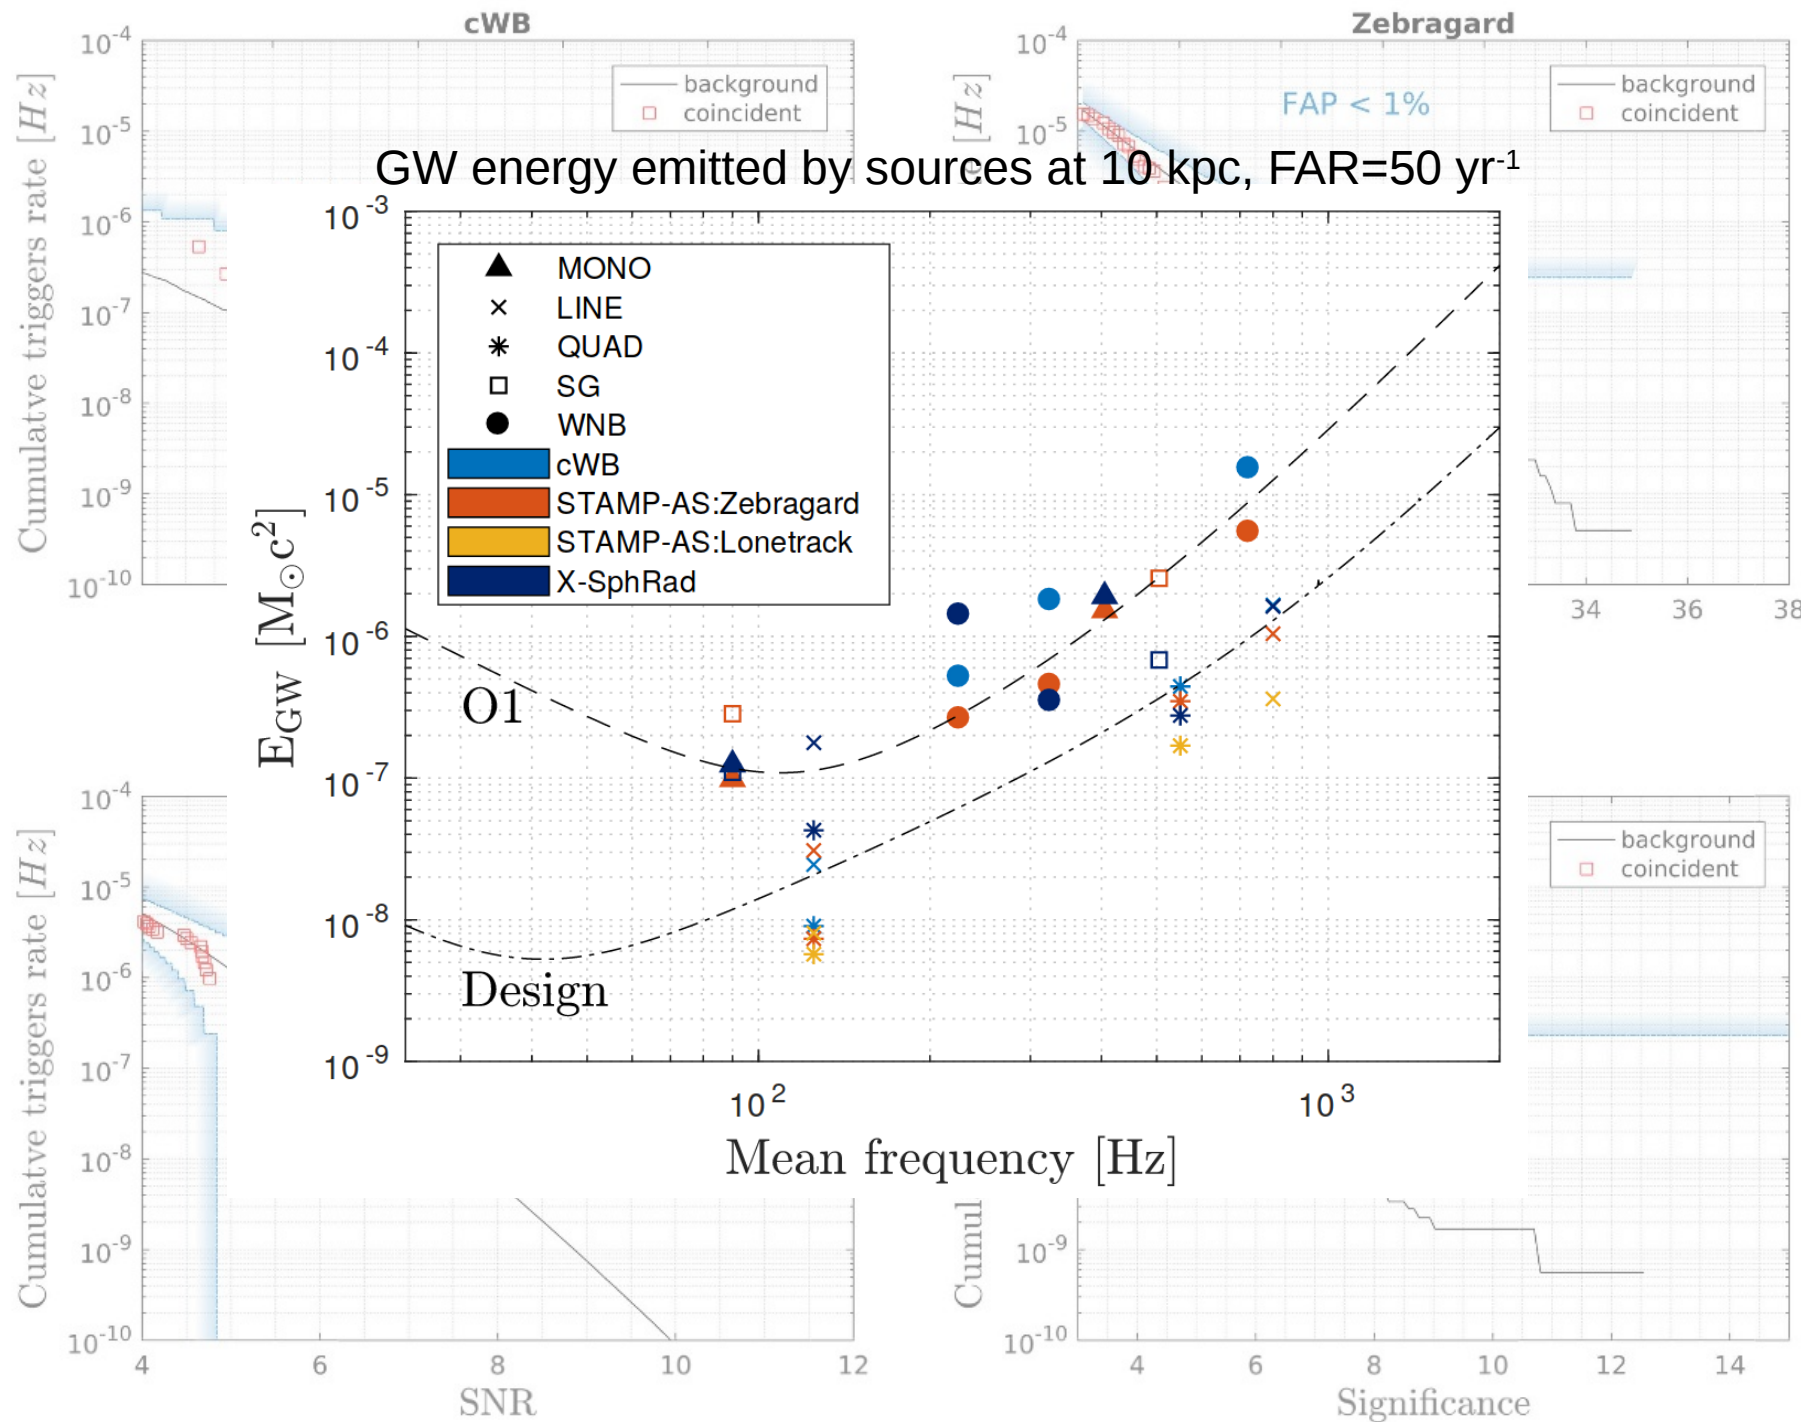 cWB
Zebragard
10-4
10-5
10-6
10-7
10-8
10-9
10-10
Cumulatve triggers rate [Hz]
background
coincident
10-4
10-5
[Hz]
FAP < 1%
background
coincident
34
36
38
GW energy emitted by sources at 10 kpc, FAR=50 yr-1
10-3
10-4
10-5
10-6
10-7
10-8
10-9
EGW [M⊙c2]
MONO
LINE
QUAD
SG
WNB
cWB
STAMP-AS:Zebragard
STAMP-AS:Lonetrack
X-SphRad
O1
Design
102
103
Mean frequency [Hz]
10-4
10-5
10-6
10-7
10-8
10-9
10-10
Cumulatve triggers rate [Hz]
4
6
8
10
12
SNR
background
coincident
10-9
10-10
4
6
8
10
12
14
Significance